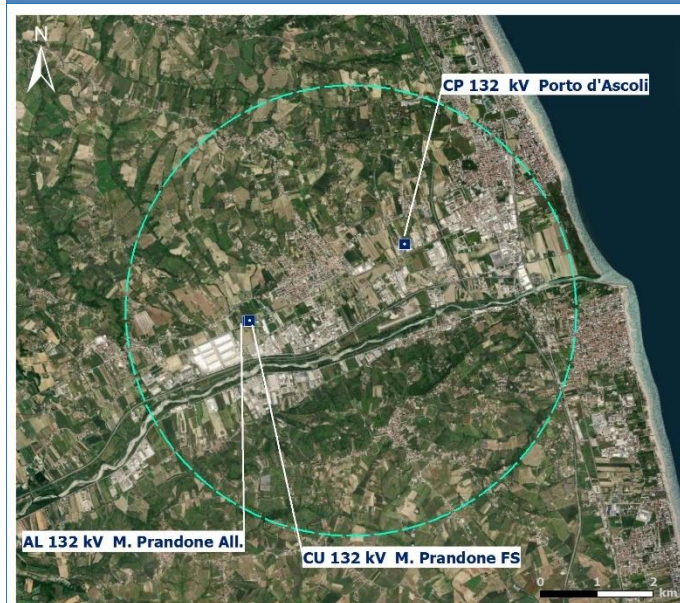 N
CP 132 kV Porto d'Ascoli
AL 132 kV M. Prandone All.
CU 132 kV M. Prandone FS
0 1 2
km